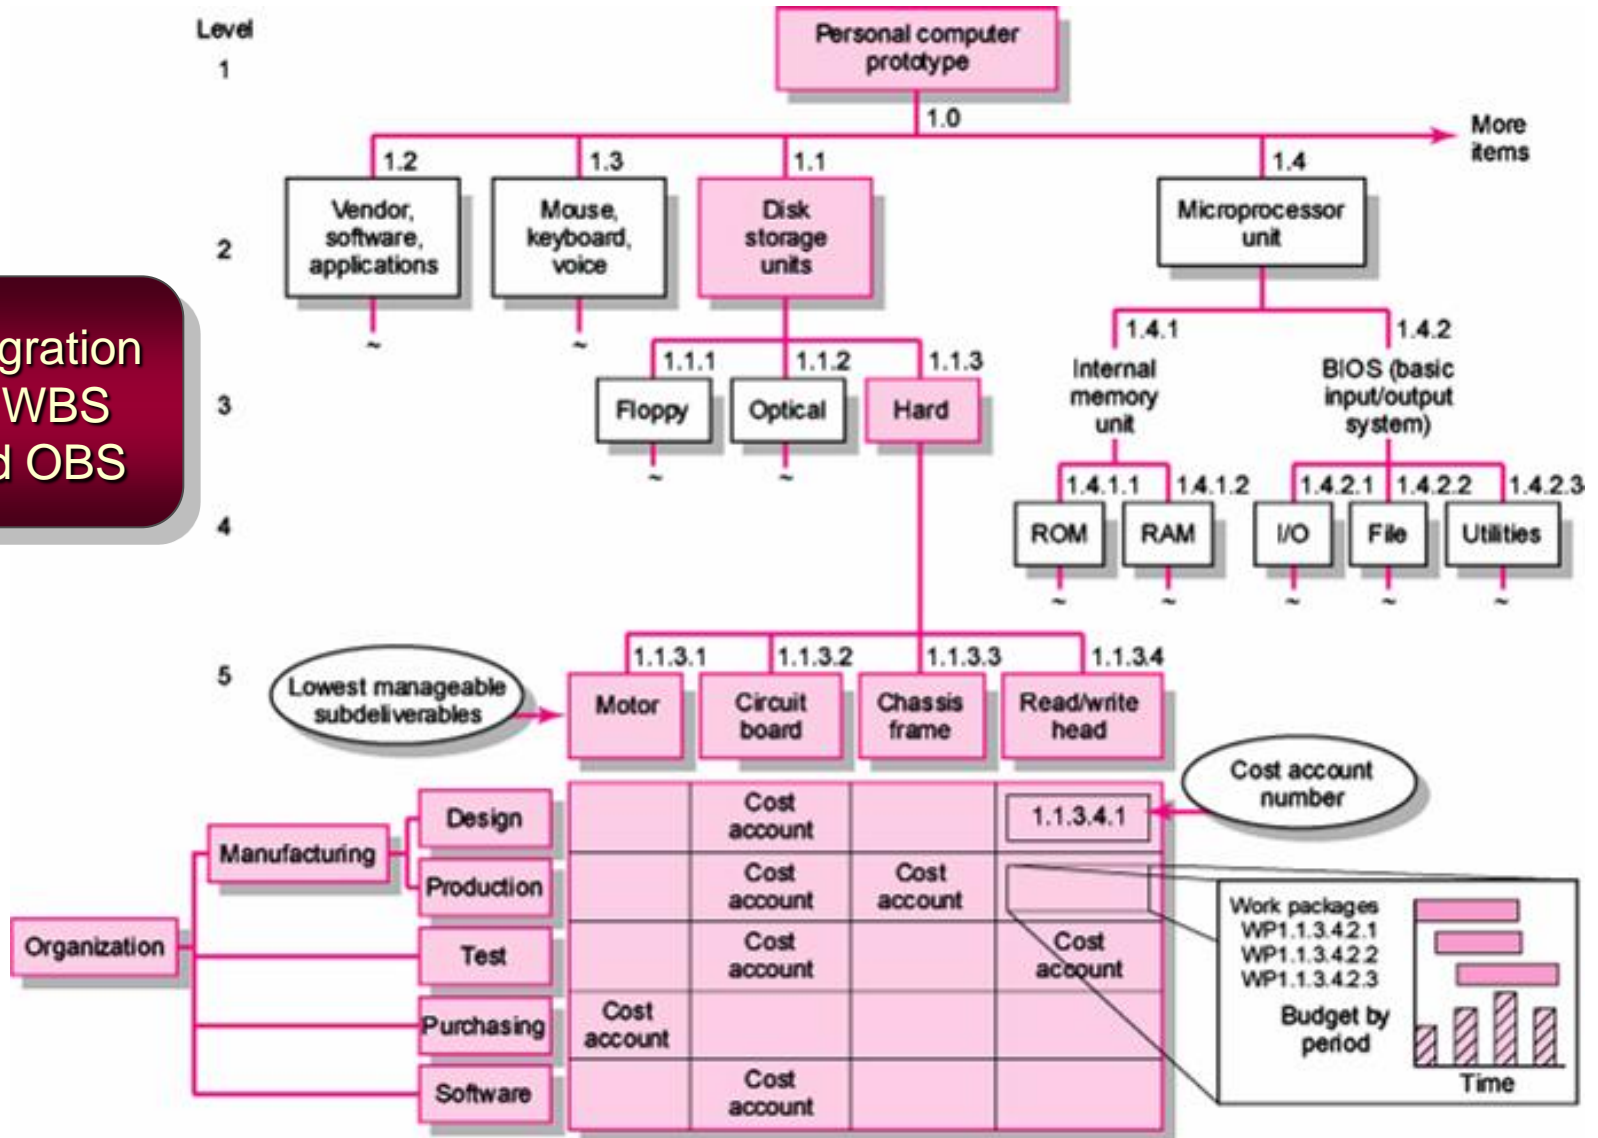 Level
1
Personal computer
prototype
1.0
More
items
1.2
1.3
1.1
1.4
2
Vendor,
software,
applications
Mouse,
keyboard,
voice
Disk
storage
units
Microprocessor
unit
~
~
gration
WBS
d OBS
3
1.1.1
1.1.2
1.1.3
Floppy
Optical
Hard
~
~
1.4.1
1.4.2
Internal
memory
unit
BIOS (basic
input/output
system)
4
1.4.1.1
1.4.1.2
1.4.2.1
1.4.2.2
1.4.2.3
ROM
RAM
I/O
File
Utilities
~
~
~
~
~
5
Lowest manageable
subdeliverables
1.1.3.1
1.1.3.2
1.1.3.3
1.1.3.4
Motor
Circuit
board
Chassis
frame
Read/write
head
Cost account
number
Organization
Manufacturing
Design
Cost
account
1.1.3.4.1
Production
Cost
account
Cost
account
Test
Cost
account
Cost
account
Purchasing
Cost
account
Software
Cost
account
Work packages
WP1.1.3.4.2.1
WP1.1.3.4.2.2
WP1.1.3.4.2.3
Budget by
period
Time